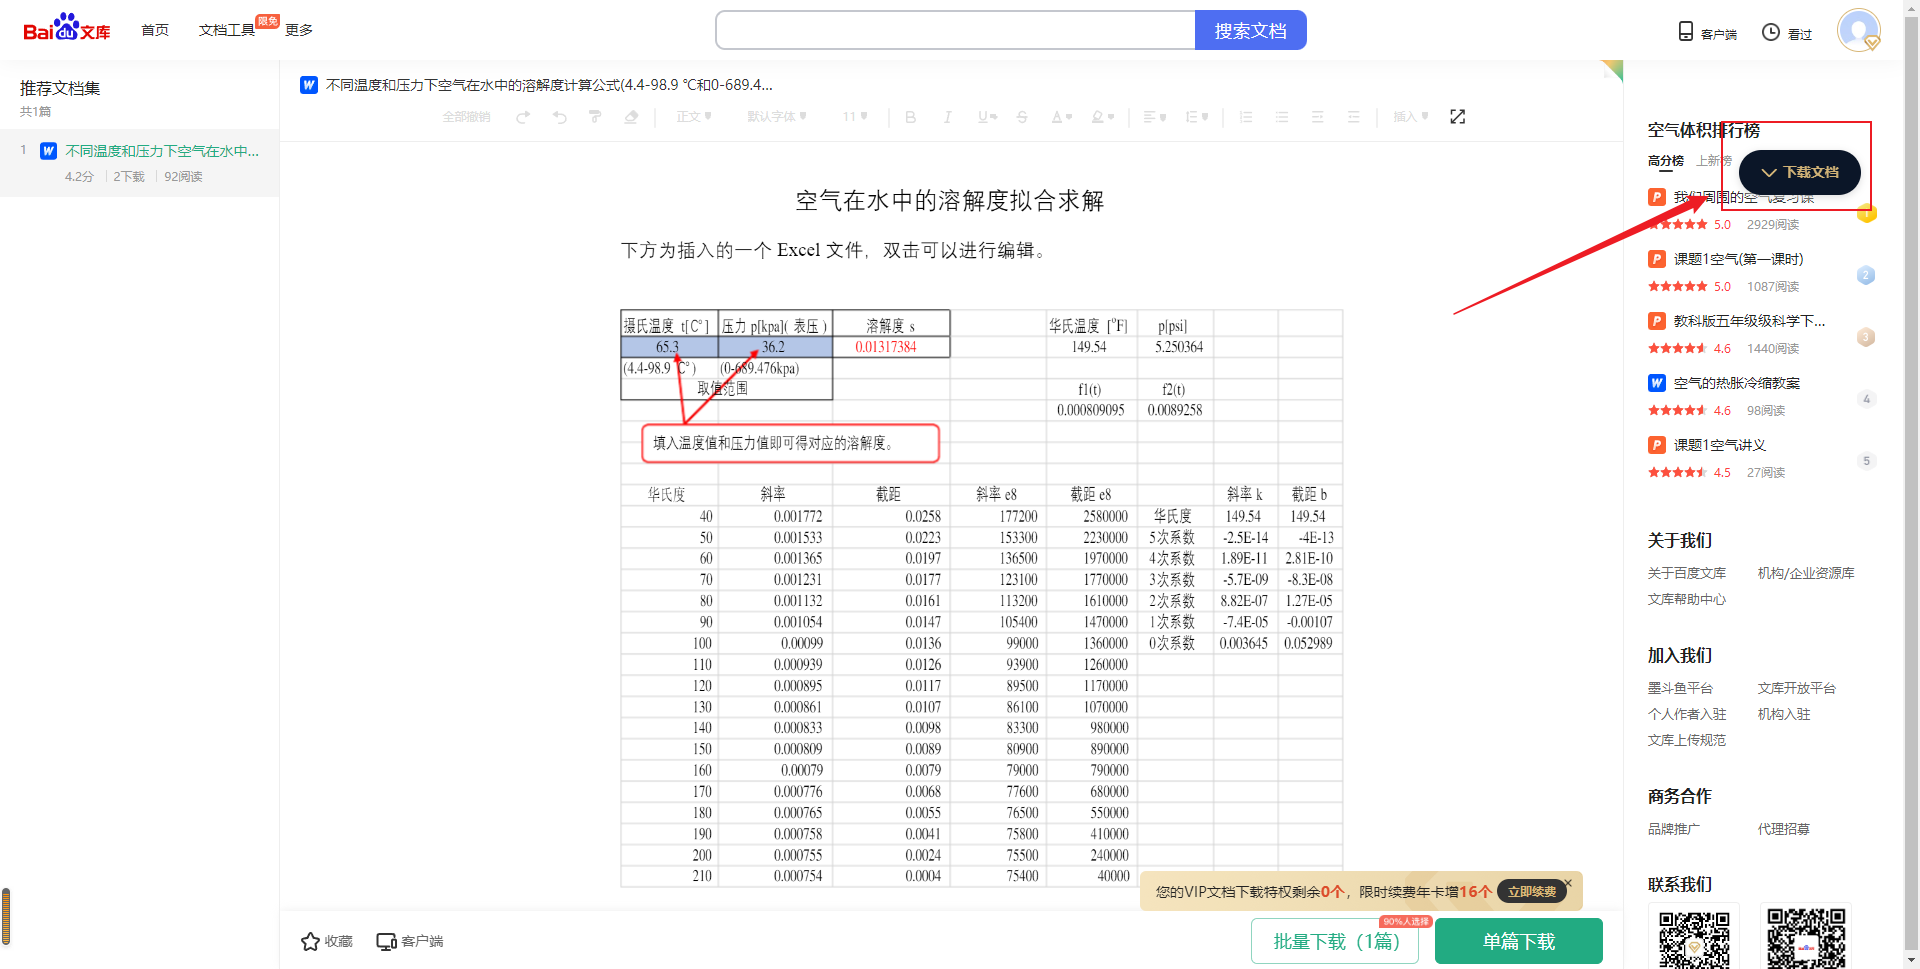 Baidu文库
首页
文档工具
限免
更多
搜索文档
客户端
看过
推荐文档集
共1篇
1
W
不同温度和压力下空气在水中...
4.2分 | 2下载 | 92阅读
W 不同温度和压力下空气在水中的溶解度计算公式(4.4-98.9 ℃和0-689.4...
全部撤销 正文 默认字体 11 B I U S A 插入
空气在水中的溶解度拟合求解
下方为插入的一个 Excel 文件，双击可以进行编辑。
摄氏温度 t[C°] 压力 p[kpa](表压) 溶解度 s 华氏温度 [°F] p[psi]
65.3 36.2 0.01317384 149.54 5.250364
(4.4-98.9 C°) (0-689.476kpa)
取值范围 f1(t) f2(t)
0.000809095 0.0089258
填入温度值和压力值即可得对应的溶解度。
华氏度 斜率 截距 斜率 e8 截距 e8 斜率 k 截距 b
40 0.001772 0.0258 177200 2580000 华氏度 149.54 149.54
50 0.001533 0.0223 153300 2230000 5次系数 -2.5E-14 -4E-13
60 0.001365 0.0197 136500 1970000 4次系数 1.89E-11 2.81E-10
70 0.001231 0.0177 123100 1770000 3次系数 -5.7E-09 -8.3E-08
80 0.001132 0.0161 113200 1610000 2次系数 8.82E-07 1.27E-05
90 0.001054 0.0147 105400 1470000 1次系数 -7.4E-05 -0.00107
100 0.00099 0.0136 99000 1360000 0次系数 0.003645 0.052989
110 0.000939 0.0126 93900 1260000
120 0.000895 0.0117 89500 1170000
130 0.000861 0.0107 86100 1070000
140 0.000833 0.0098 83300 980000
150 0.000809 0.0089 80900 890000
160 0.00079 0.0079 79000 790000
170 0.000776 0.0068 77600 680000
180 0.000765 0.0055 76500 550000
190 0.000758 0.0041 75800 410000
200 0.000755 0.0024 75500 240000
210 0.000754 0.0004 75400 40000
您的VIP文档下载特权剩余0个，限时续费年卡增16个 立即续费 ×
收藏
客户端
批量下载（1篇）
90%人选择
单篇下载
空气体积排行榜
高分榜 上新榜
下载文档
P 我们周围的空气复习课
5.0 2929阅读
1
P 课题1空气(第一课时)
5.0 1087阅读
2
P 教科版五年级级科学下...
4.6 1440阅读
3
W 空气的热胀冷缩教案
4.6 98阅读
4
P 课题1空气讲义
4.5 27阅读
5
关于我们
关于百度文库 机构/企业资源库
文库帮助中心
加入我们
墨斗鱼平台 文库开放平台
个人作者入驻 机构入驻
文库上传规范
商务合作
品牌推广 代理招募
联系我们